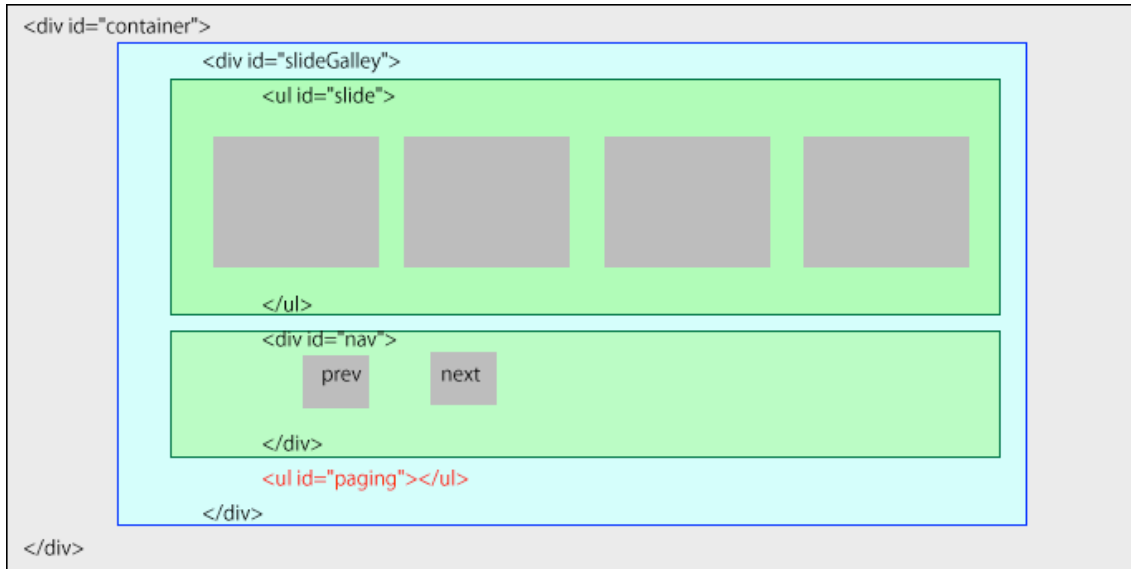 <div id="container">
<div id="slideGalley">
<ul id="slide">
</ul>
<div id="nav">
prev next
</div>
<ul id="paging"></ul>
</div>
</div>